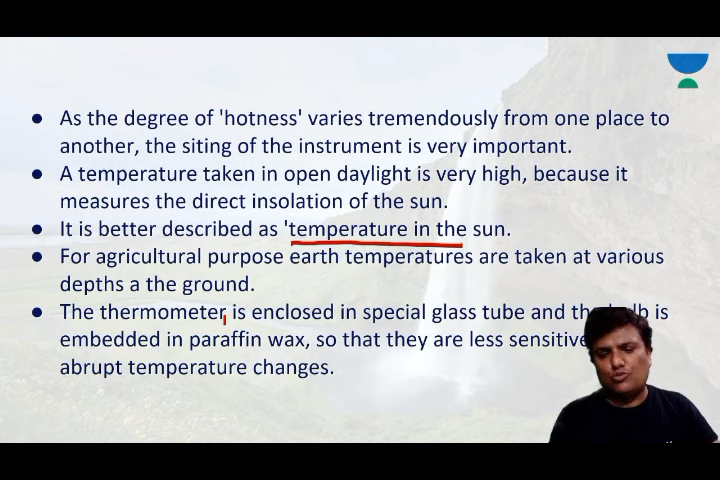 As the degree of 'hotness' varies tremendously from one place to
another, the siting of the instrument is very important.
A temperature taken in open daylight is very high, because it
measures the direct insolation of the sun.
It is better described as 'temperature in the sun.
For agricultural purpose earth temperatures are taken at various
depths a the ground.
The thermometer is enclosed in special glass tube and the is
embedded in paraffin wax, so that they are less sensitive
abrupt temperature changes.